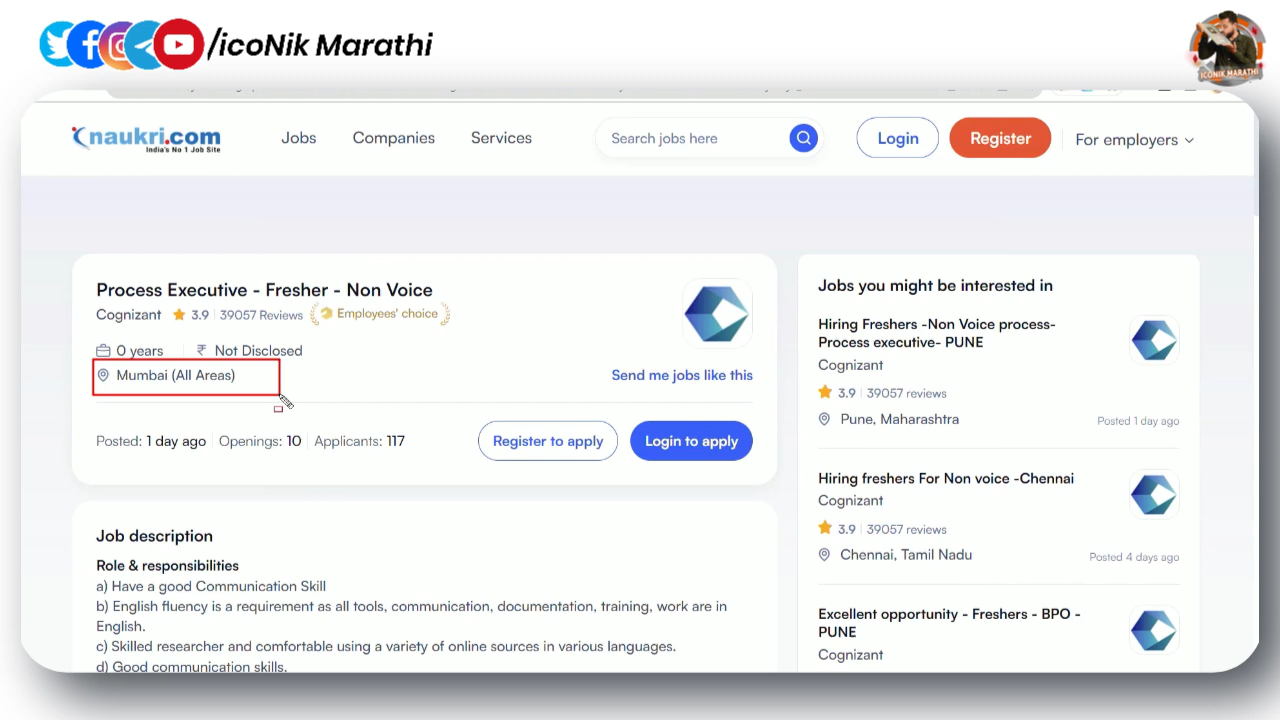 /icoNik Marathi
ICONIK MARATHI
naukri.com
India's No 1 Job Site
Jobs
Companies
Services
Search jobs here
Login
Register
For employers
Process Executive - Fresher - Non Voice
Cognizant 3.9 39057 Reviews Employees' choice
0 years ₹ Not Disclosed
Mumbai (All Areas)
Send me jobs like this
Posted: 1 day ago Openings: 10 Applicants: 117
Register to apply
Login to apply
Job description
Role & responsibilities
a) Have a good Communication Skill
b) English fluency is a requirement as all tools, communication, documentation, training, work are in
English.
c) Skilled researcher and comfortable using a variety of online sources in various languages.
d) Good communication skills.
Jobs you might be interested in
Hiring Freshers -Non Voice process-
Process executive- PUNE
Cognizant
3.9 39057 reviews
Pune, Maharashtra
Posted 1 day ago
Hiring freshers For Non voice -Chennai
Cognizant
3.9 39057 reviews
Chennai, Tamil Nadu
Posted 4 days ago
Excellent opportunity - Freshers - BPO -
PUNE
Cognizant